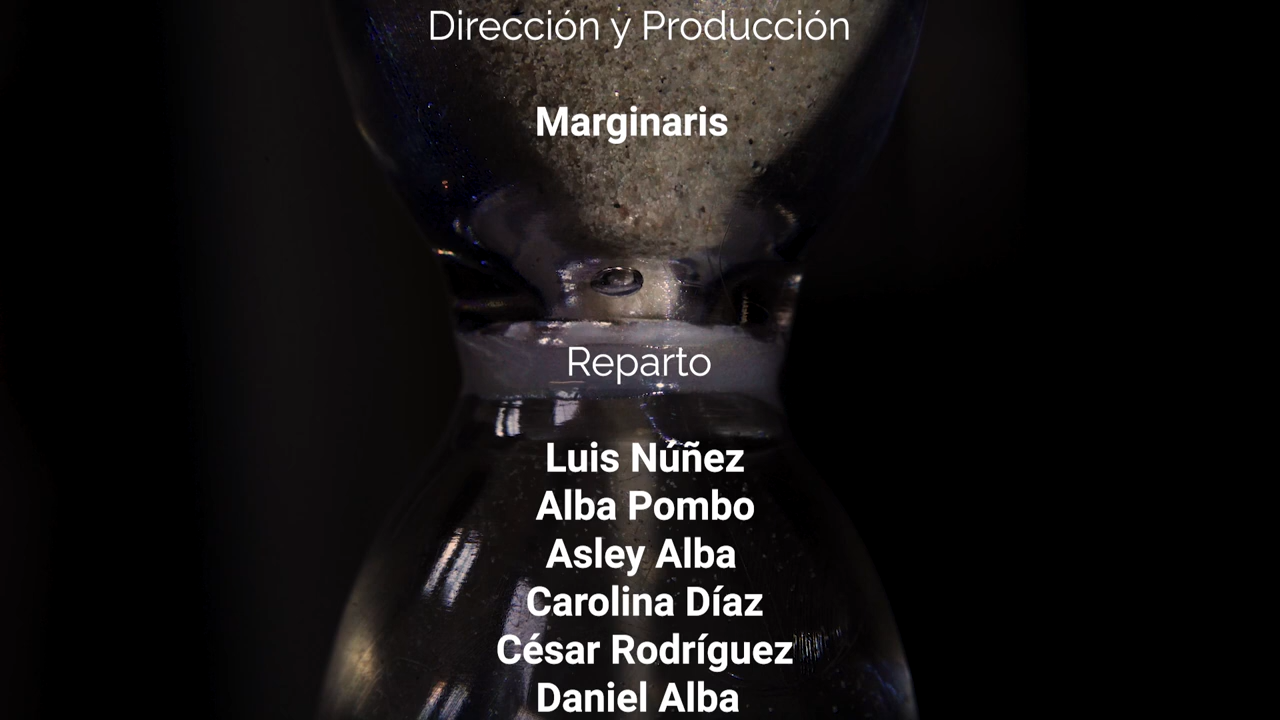 Dirección y Producción
Marginaris
Reparto
Luis Núñez
Alba Pombo
Asley Alba
Carolina Díaz
César Rodríguez
Daniel Alba